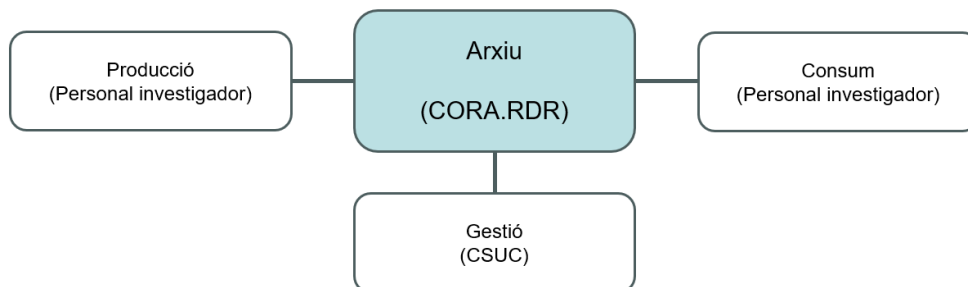 Producció
(Personal investigador)
Arxiu
(CORA.RDR)
Consum
(Personal investigador)
Gestió
(CSUC)